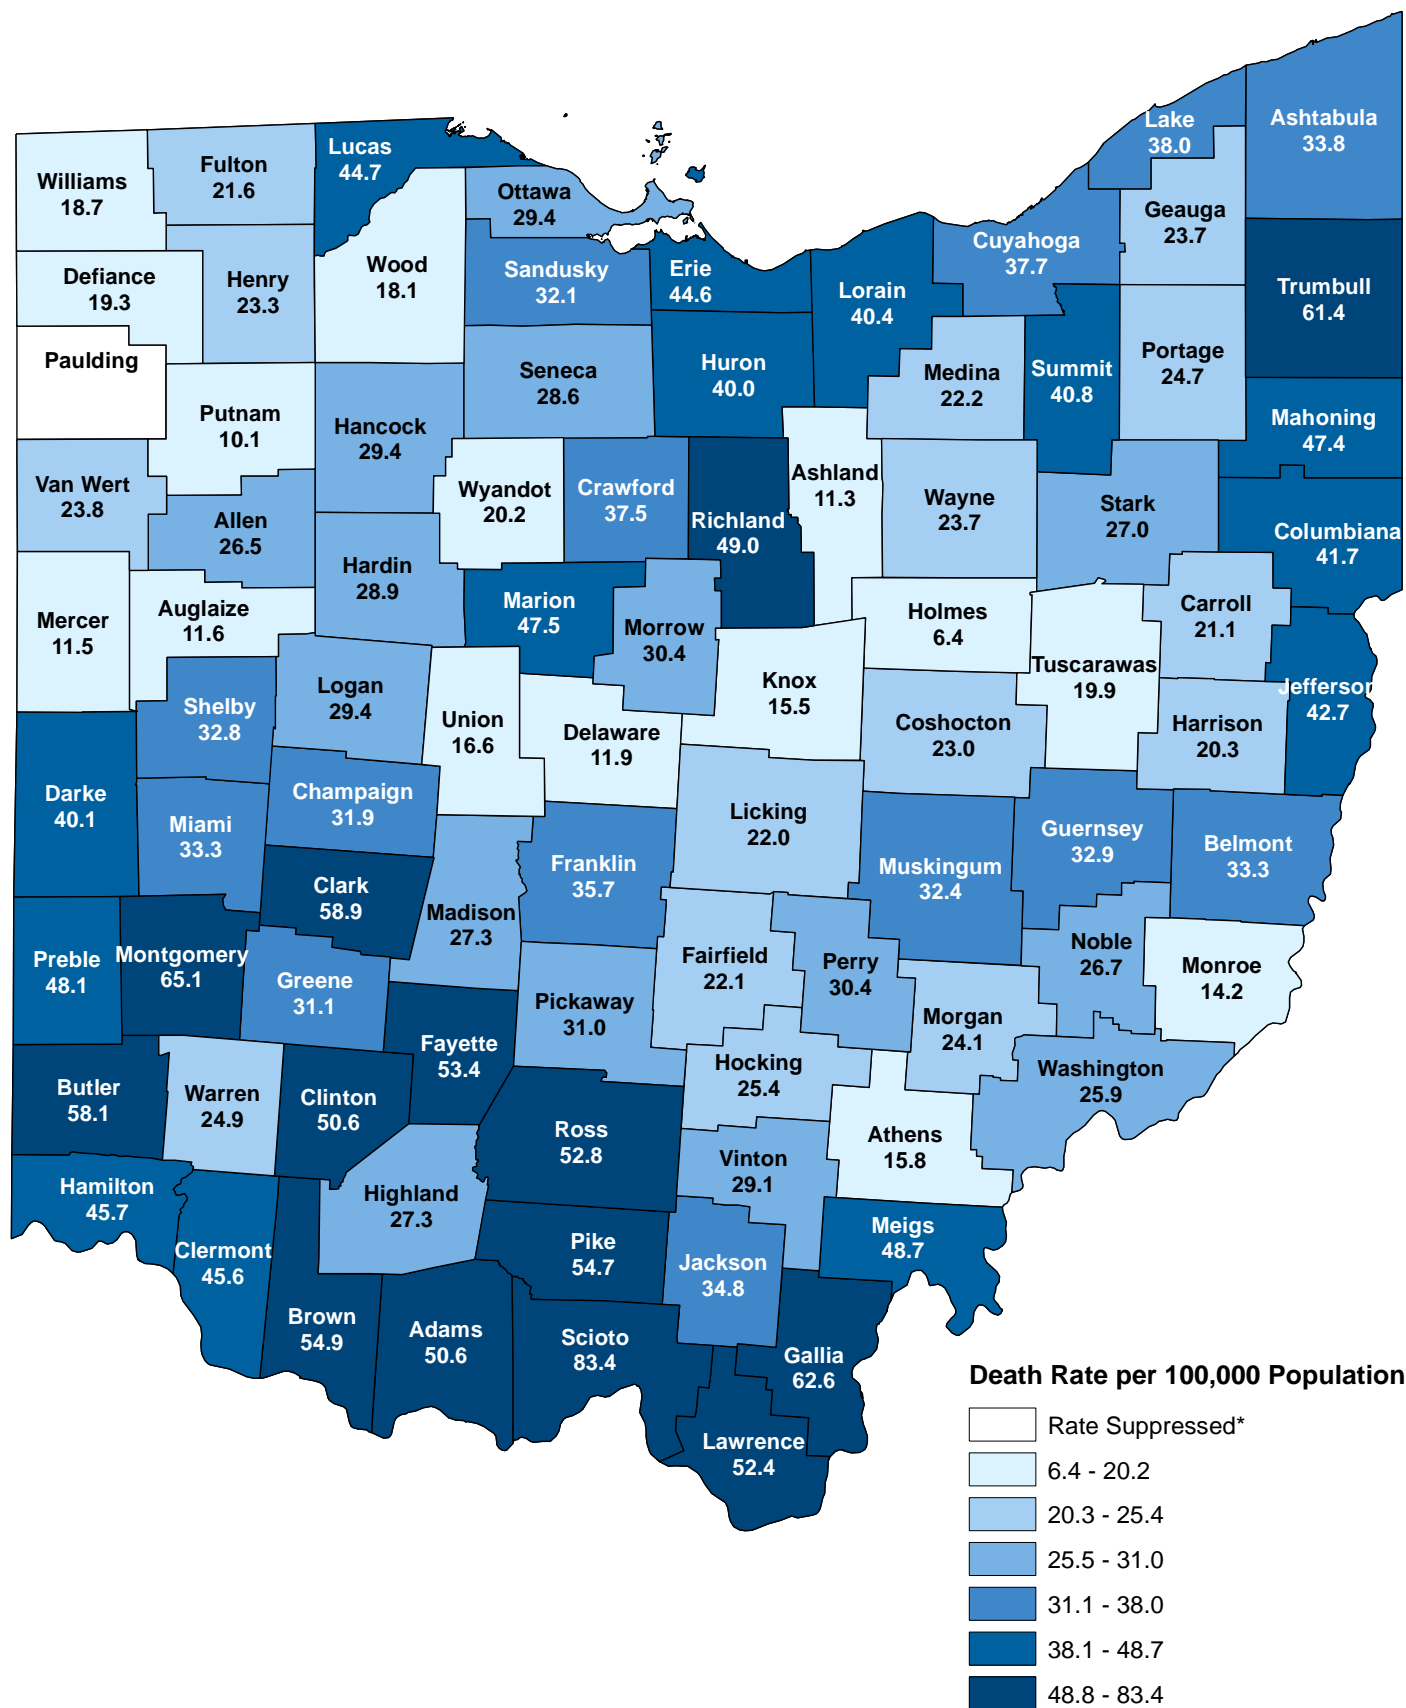 Lake
38.0
Ashtabula
33.8
Lucas
44.7
Fulton
21.6
Williams
18.7
Ottawa
29.4
Geauga
23.7
Cuyahoga
37.7
Wood
18.1
Sandusky
32.1
Erie
44.6
Defiance
19.3
Henry
23.3
Lorain
40.4
Trumbull
61.4
Paulding
Portage
24.7
Huron
40.0
Seneca
28.6
Medina
22.2
Summit
40.8
Putnam
10.1
Hancock
29.4
Mahoning
47.4
Van Wert
23.8
Wyandot
20.2
Crawford
37.5
Ashland
11.3
Wayne
23.7
Stark
27.0
Allen
26.5
Richland
49.0
Columbiana
41.7
Hardin
28.9
Marion
47.5
Mercer
11.5
Auglaize
11.6
Holmes
6.4
Carroll
21.1
Morrow
30.4
Tuscarawas
19.9
Knox
15.5
Logan
29.4
Jefferson
42.7
Shelby
32.8
Union
16.6
Delaware
11.9
Coshocton
23.0
Harrison
20.3
Darke
40.1
Champaign
31.9
Licking
22.0
Miami
33.3
Guernsey
32.9
Belmont
33.3
Franklin
35.7
Muskingum
32.4
Clark
58.9
Madison
27.3
Preble
48.1
Montgomery
65.1
Fairfield
22.1
Perry
30.4
Noble
26.7
Monroe
14.2
Greene
31.1
Pickaway
31.0
Morgan
24.1
Fayette
53.4
Hocking
25.4
Washington
25.9
Butler
58.1
Warren
24.9
Clinton
50.6
Ross
52.8
Athens
15.8
Vinton
29.1
Hamilton
45.7
Highland
27.3
Meigs
48.7
Clermont
45.6
Pike
54.7
Jackson
34.8
Brown
54.9
Adams
50.6
Scioto
83.4
Gallia
62.6
Lawrence
52.4
Death Rate per 100,000 Population
Rate Suppressed*
6.4 - 20.2
20.3 - 25.4
25.5 - 31.0
31.1 - 38.0
38.1 - 48.7
48.8 - 83.4